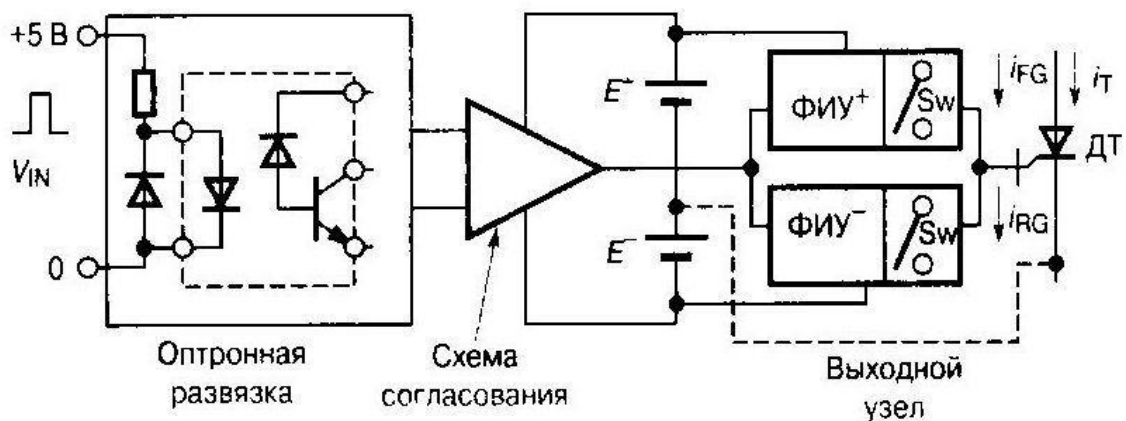 +5 В
V_IN
0
Оптронная
развязка
Схема
согласования
E⁺
E⁻
ФИУ⁺
Sw
ФИУ⁻
Sw
i_FG
i_T
ДТ
i_RG
Выходной
узел